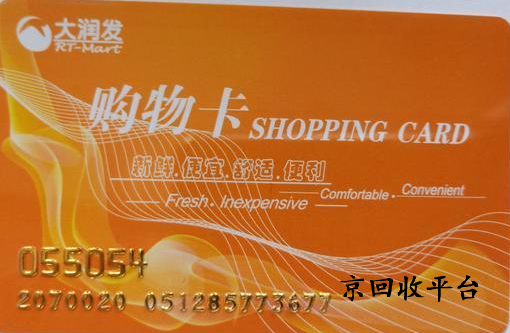 大润发
RT-Mart
购物卡 SHOPPING CARD
新鲜.便宜.舒适.便利
Fresh. Inexpensive Comfortable. Convenient
055054
2070020 051285773677
京回收平台